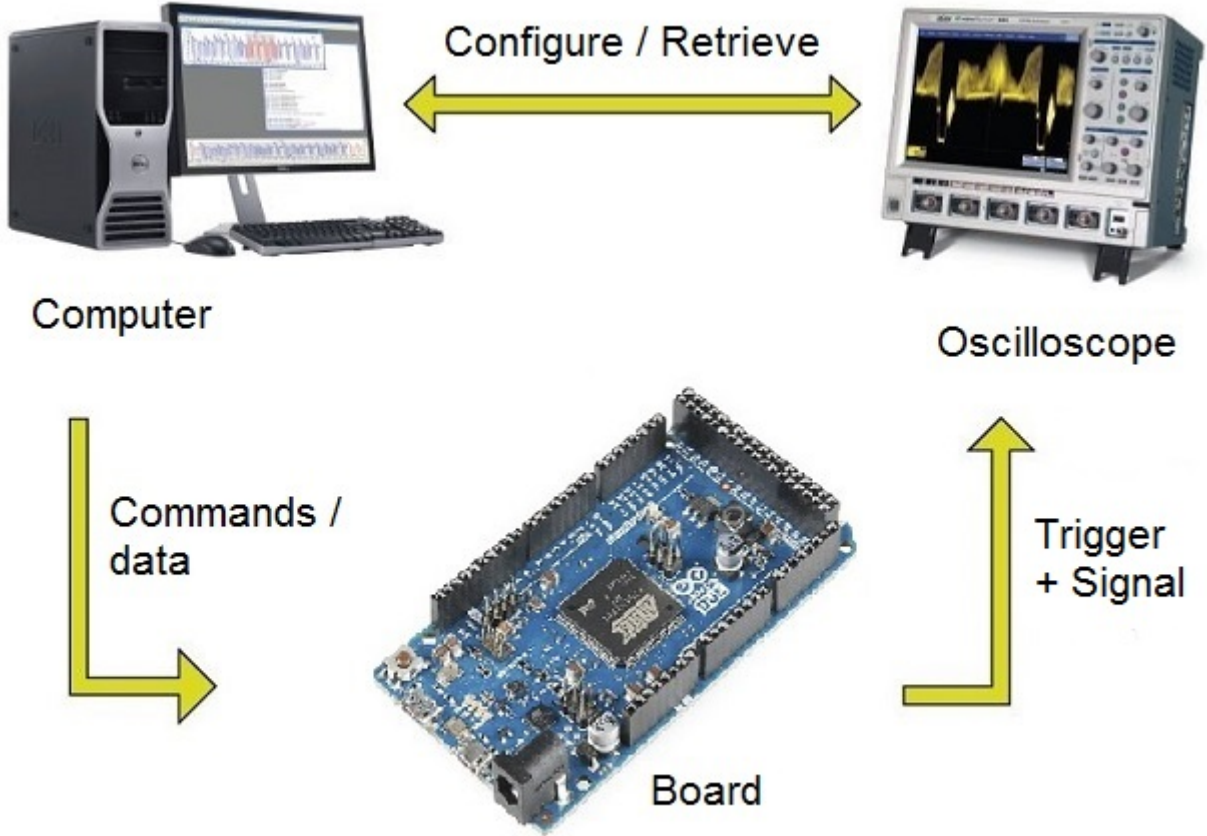 Configure / Retrieve
Computer
Oscilloscope
Commands /
data
Trigger
+ Signal
Board